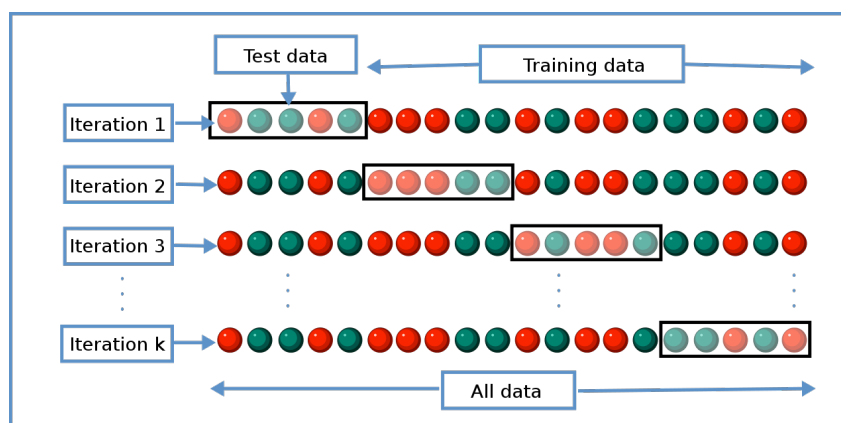 Test data
Training data
Iteration 1
Iteration 2
Iteration 3
Iteration k
All data